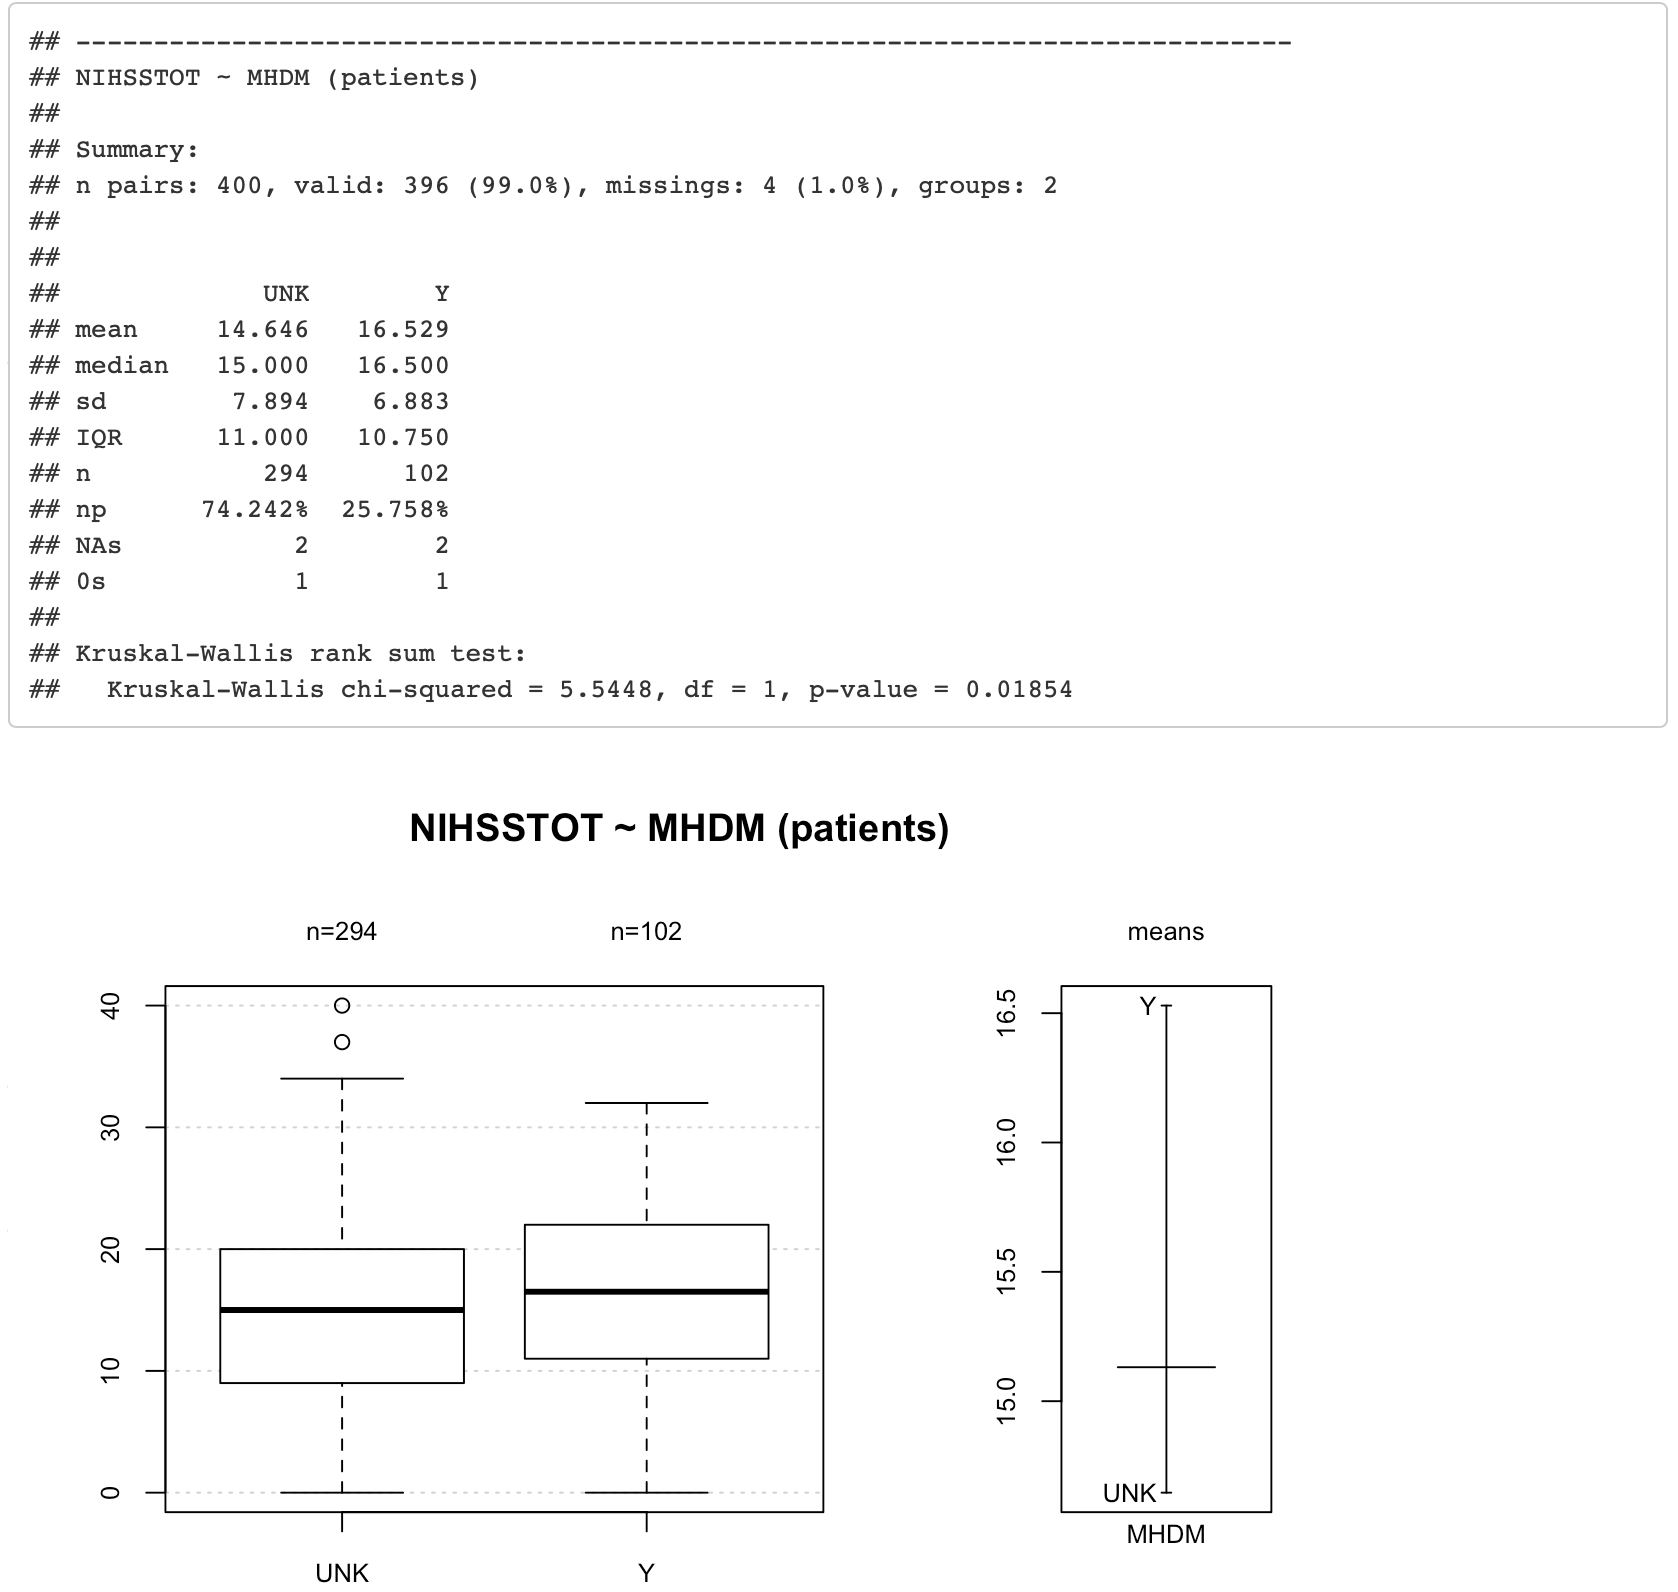 ## ------------------------------------------------------------------------------
## NIHSSTOT ~ MHDM (patients)
##
## Summary:
## n pairs: 400, valid: 396 (99.0%), missings: 4 (1.0%), groups: 2
##
##
##             UNK        Y
## mean     14.646   16.529
## median   15.000   16.500
## sd        7.894    6.883
## IQR      11.000   10.750
## n           294      102
## np      74.242%  25.758%
## NAs           2        2
## 0s            1        1
##
## Kruskal-Wallis rank sum test:
##   Kruskal-Wallis chi-squared = 5.5448, df = 1, p-value = 0.01854
NIHSSTOT ~ MHDM (patients)
n=294
n=102
means
40
30
20
10
0
UNK
Y
16.5
16.0
15.5
15.0
Y
UNK
MHDM